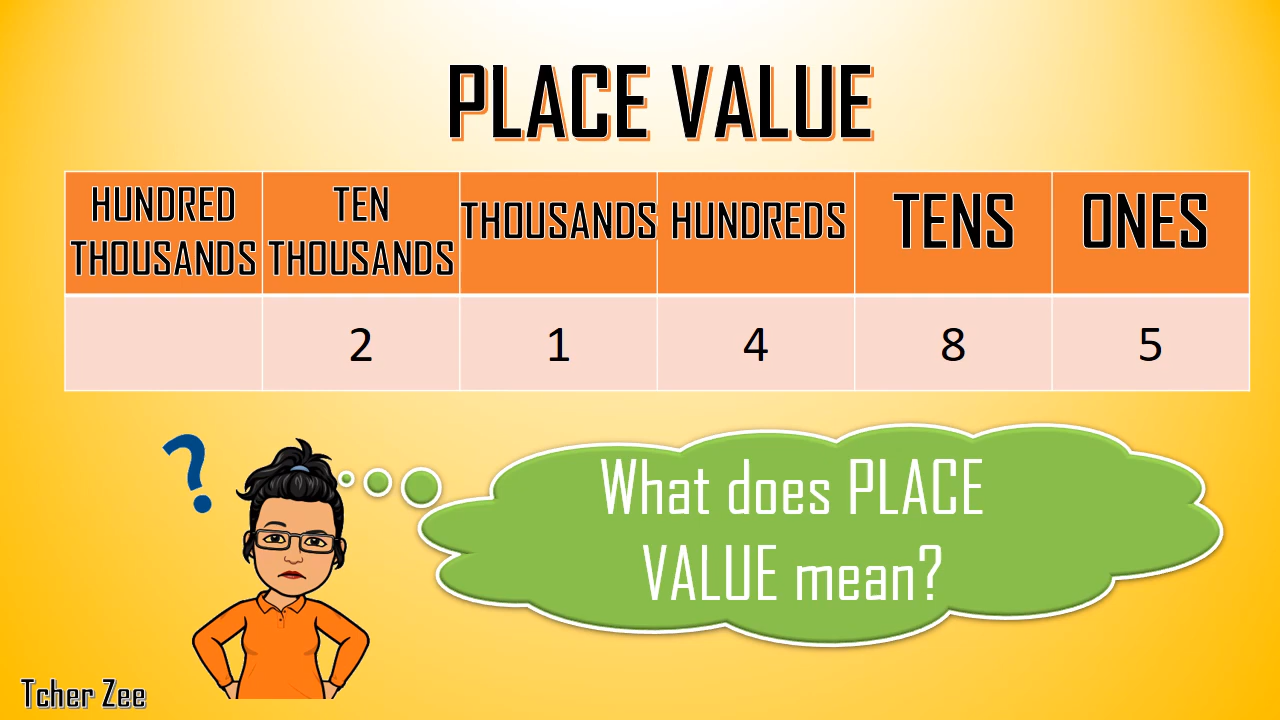 PLACE VALUE
HUNDRED THOUSANDS TEN THOUSANDS THOUSANDS HUNDREDS TENS ONES
2 1 4 8 5
?
What does PLACE
VALUE mean?
Tcher Zee